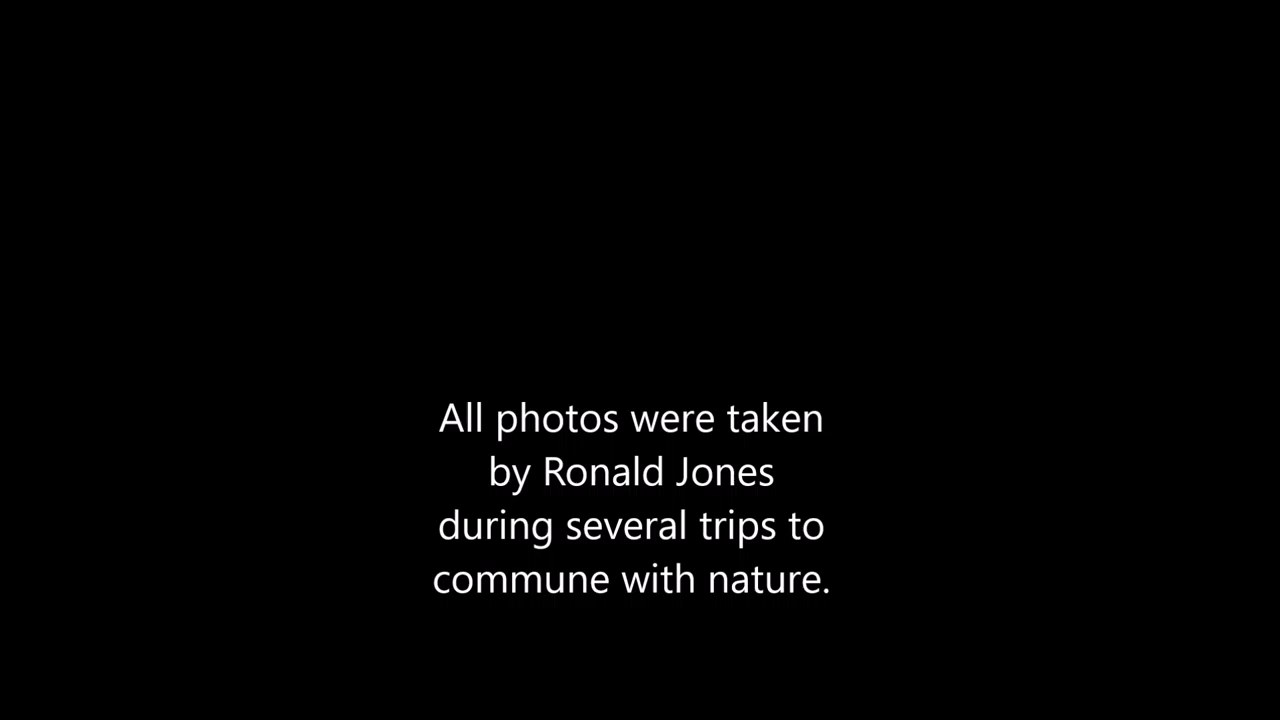 All photos were taken
by Ronald Jones
during several trips to
commune with nature.